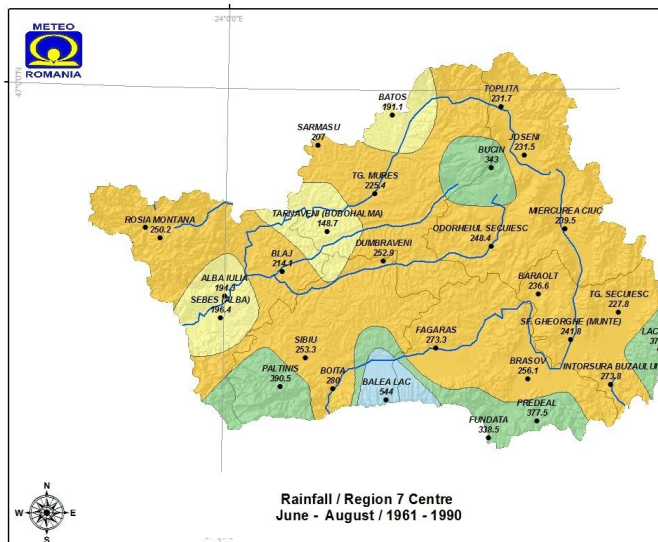 METEO
ROMANIA
24°0'0"E
47°0'0"N
BATOS
191.1
TOPLITA
231.7
SARMASU
207
JOSENI
231.5
BUCIN
343
TG. MURES
225.4
ROSIA MONTANA
250.2
TARNAVENI (BOBOHALMA)
148.7
MIERCUREA CIUC
239.5
ODORHEIUL SECUIESC
248.4
DUMBRAVENI
252.9
BLAJ
214.1
ALBA IULIA
194.3
SEBES (ALBA)
196.4
BARAOLT
236.6
TG. SECUIESC
227.8
SF. GHEORGHE (MUNTE)
241.8
LAC
37
FAGARAS
273.3
SIBIU
253.3
PALTINIS
390.5
BOITA
280
BALEA LAC
544
BRASOV
256.1
INTORSURA BUZAULUI
273.8
PREDEAL
377.5
FUNDATA
338.5
N
W E
S
Rainfall / Region 7 Centre
June - August / 1961 - 1990